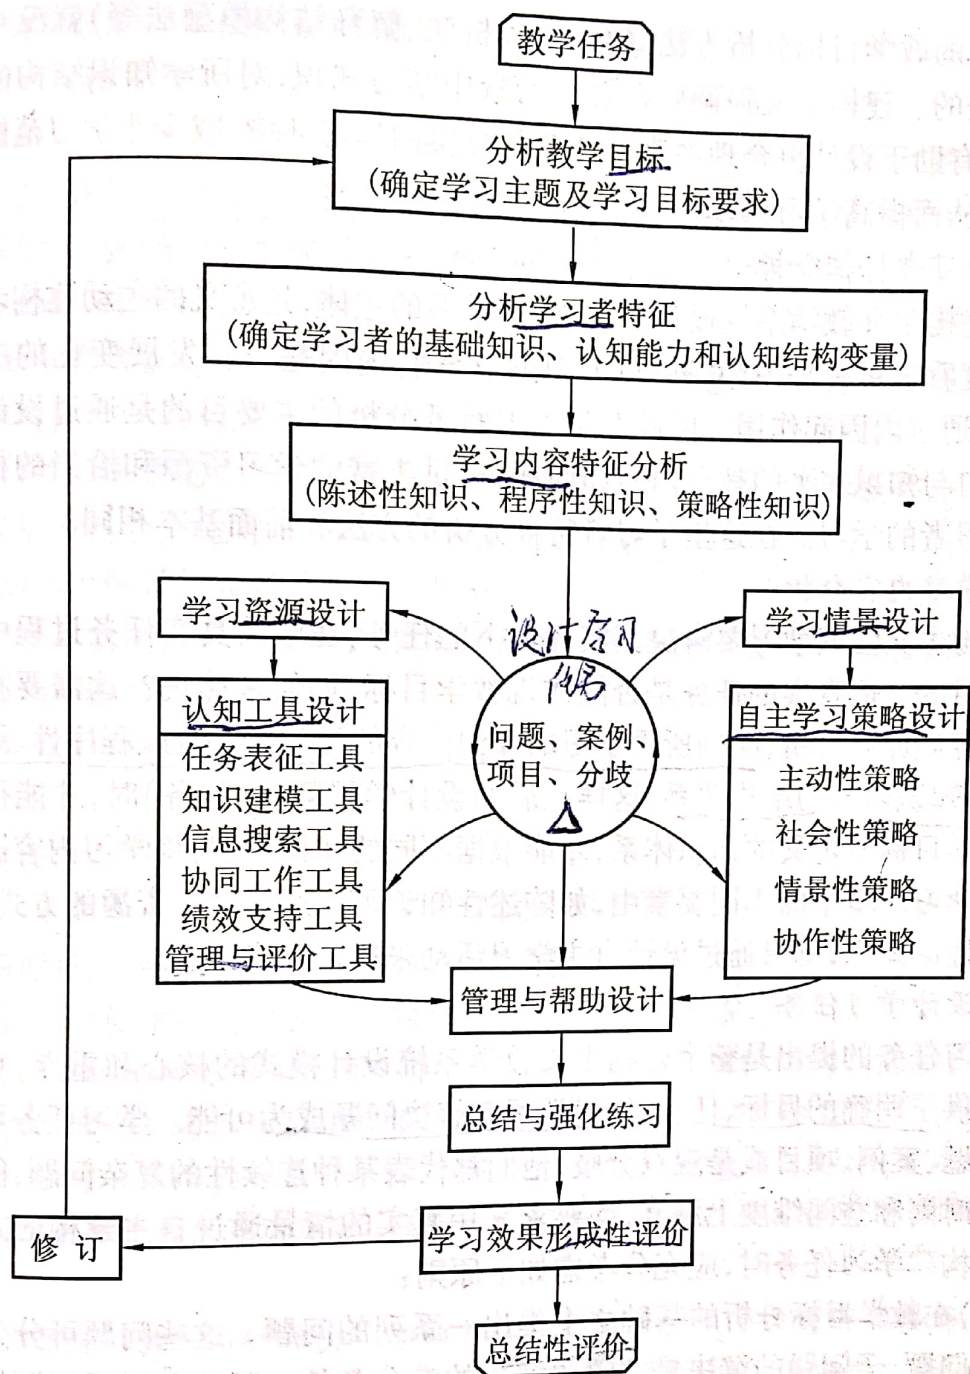 教学任务
分析教学目标
(确定学习主题及学习目标要求)
分析学习者特征
(确定学习者的基础知识、认知能力和认知结构变量)
学习内容特征分析
(陈述性知识、程序性知识、策略性知识)
学习资源设计
设计学习
任务
学习情景设计
认知工具设计
任务表征工具
知识建模工具
信息搜索工具
协同工作工具
绩效支持工具
管理与评价工具
问题、案例、
项目、分歧
自主学习策略设计
主动性策略
社会性策略
情景性策略
协作性策略
管理与帮助设计
总结与强化练习
学习效果形成性评价
修订
总结性评价